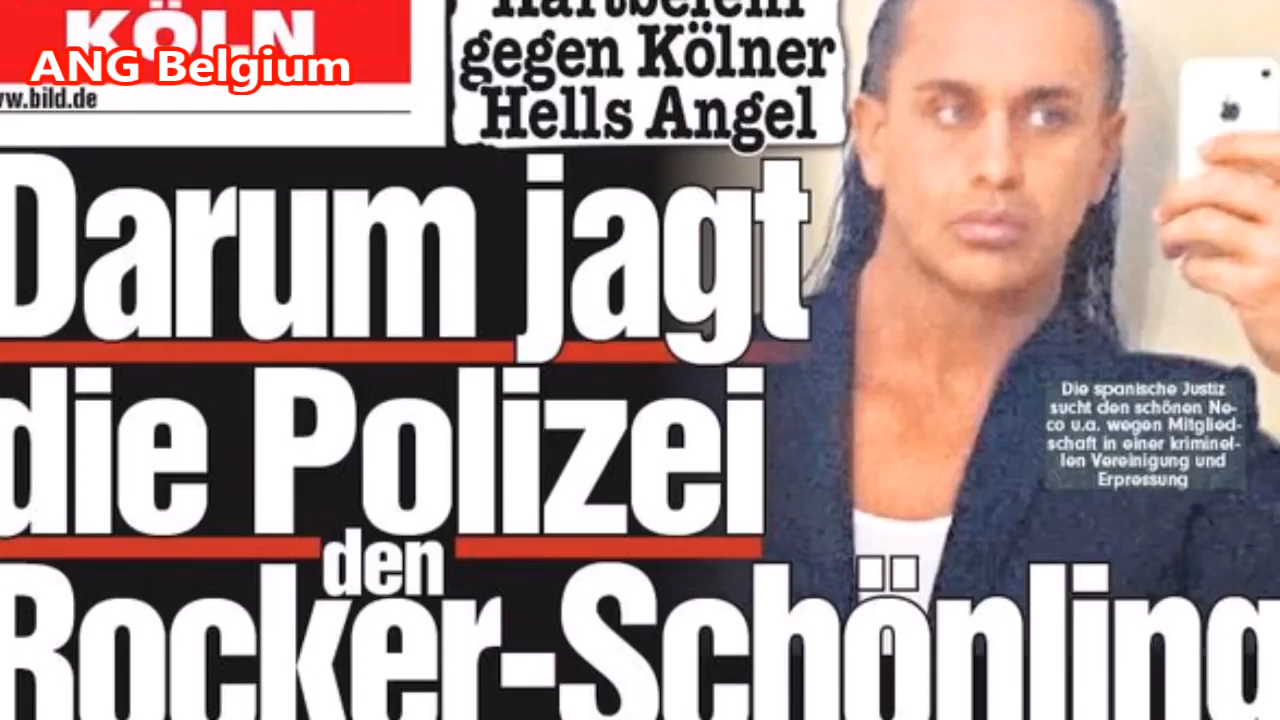 KÖLN
ANG Belgium
w.bild.de
Haftbefehl
gegen Kölner
Hells Angel
Darum jagt
die Polizei
den
Rocker-Schönling
Die spanische Justiz
sucht den schönen Ne-
co u.a. wegen Mitglied-
schaft in einer kriminel-
len Vereinigung und
Erpressung